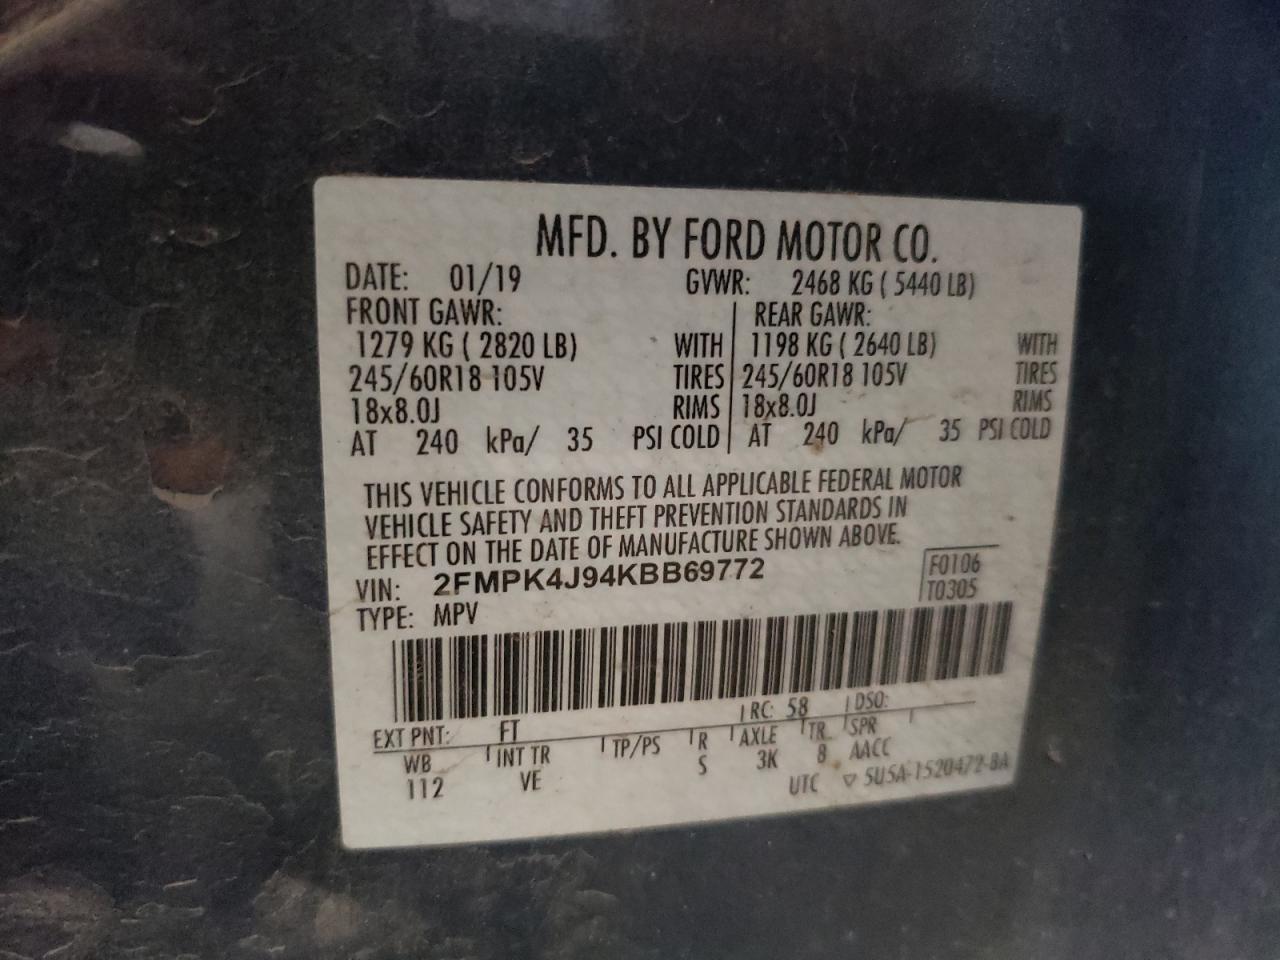 MFD. BY FORD MOTOR CO.
DATE: 01/19 GVWR: 2468 KG ( 5440 LB)
FRONT GAWR: REAR GAWR:
1279 KG ( 2820 LB) WITH 1198 KG ( 2640 LB) WITH
245/60R18 105V TIRES 245/60R18 105V TIRES
18x8.0J RIMS 18x8.0J RIMS
AT 240 kPa/ 35 PSI COLD AT 240 kPa/ 35 PSI COLD
THIS VEHICLE CONFORMS TO ALL APPLICABLE FEDERAL MOTOR
VEHICLE SAFETY AND THEFT PREVENTION STANDARDS IN
EFFECT ON THE DATE OF MANUFACTURE SHOWN ABOVE.
VIN: 2FMPK4J94KBB69772 F0106
TYPE: MPV T0305
EXT PNT: FT RC: 58 DSO:
WB INT TR TP/PS R AXLE TR SPR
112 VE S 3K 8 AACC
UTC ▽ 5U5A-1520472-BA